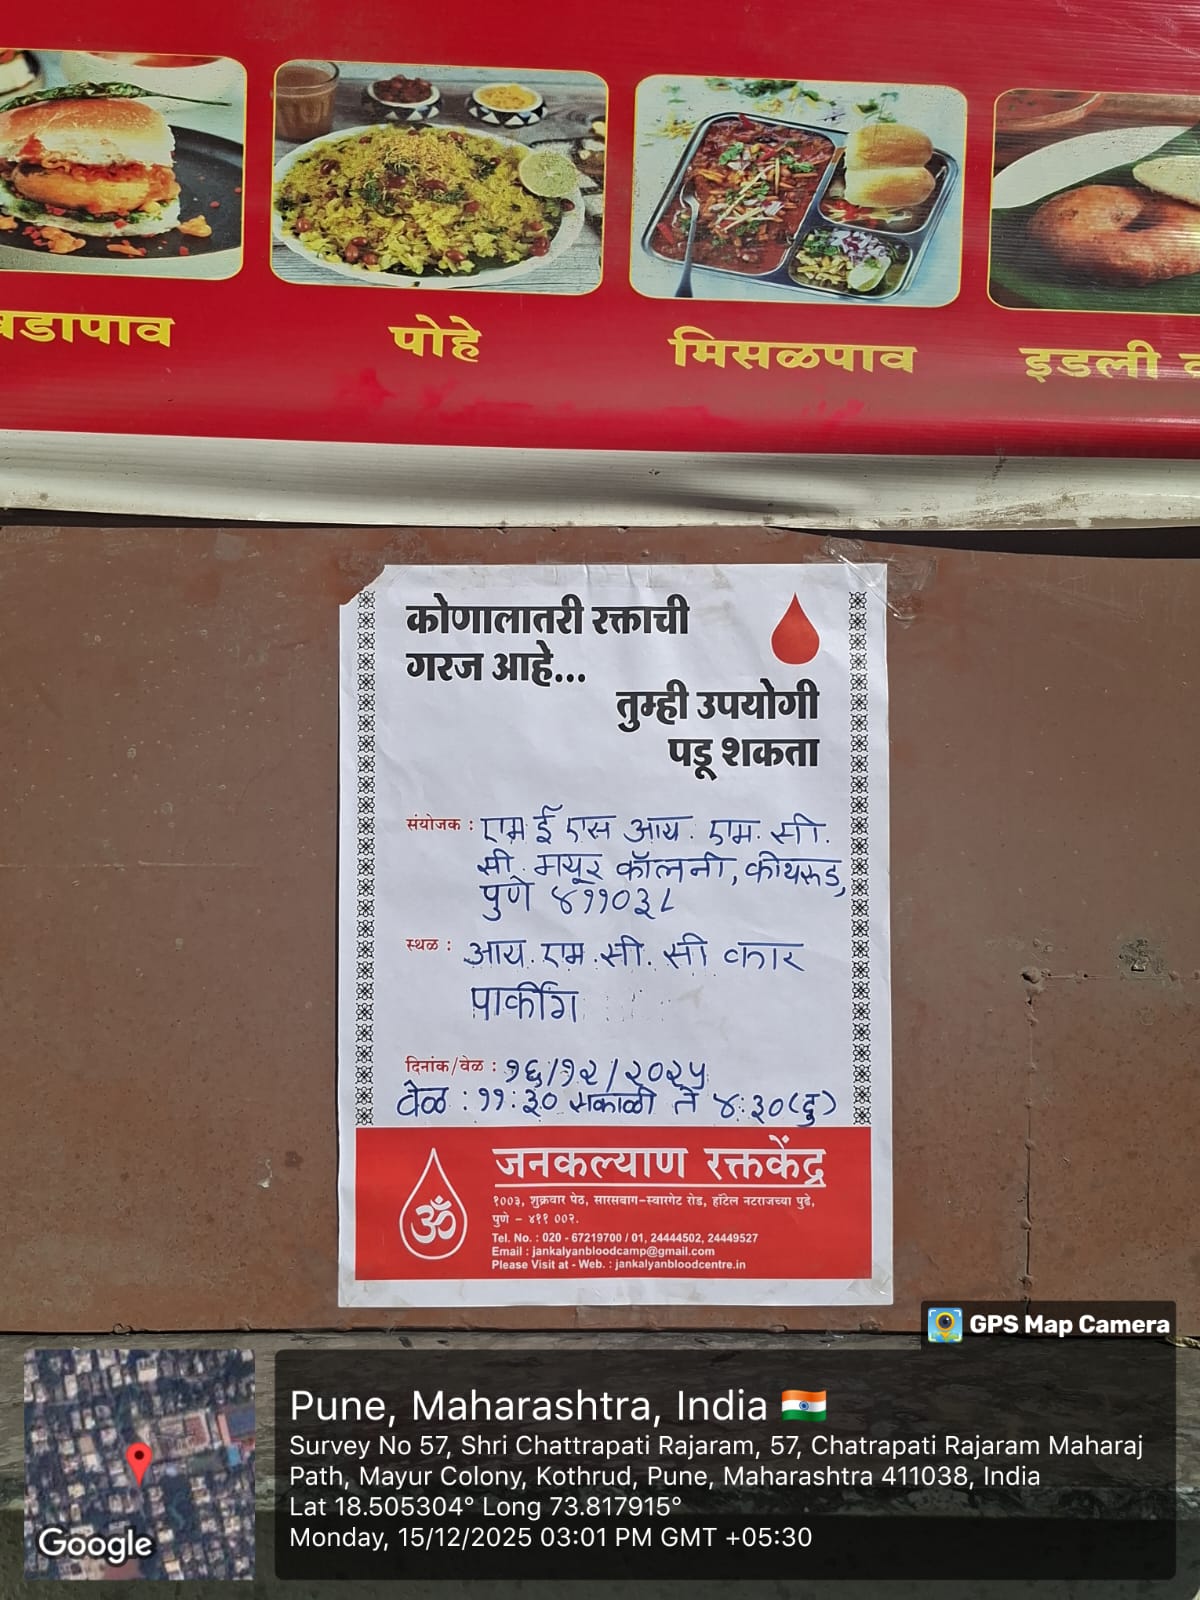 वडापाव
पोहे
मिसळपाव
इडली
कोणालातरी रक्ताची
गरज आहे...
तुम्ही उपयोगी
पडू शकता
संयोजक : एम ई एस आय. एम. सी.
सी. मयूर कॉलनी, कोथरूड,
पुणे ४११०३८
स्थळ : आय. एम. सी. सी कार
पार्कींग
दिनांक/वेळ : १६/१२/२०२५
वेळ : ११:३० सकाळी ते ४:३०(दु)
जनकल्याण रक्तकेंद्र
१००३, शुक्रवार पेठ, सारसबाग-स्वारगेट रोड, हॉटेल नटराजच्या पुढे,
पुणे - ४११ ००२.
Tel. No. : 020 - 67219700 / 01, 24444502, 24449527
Email : jankalyanbloodcamp@gmail.com
Please Visit at - Web. : jankalyanbloodcentre.in
ॐ
GPS Map Camera
Pune, Maharashtra, India
Survey No 57, Shri Chattrapati Rajaram, 57, Chatrapati Rajaram Maharaj
Path, Mayur Colony, Kothrud, Pune, Maharashtra 411038, India
Lat 18.505304° Long 73.817915°
Monday, 15/12/2025 03:01 PM GMT +05:30
Google